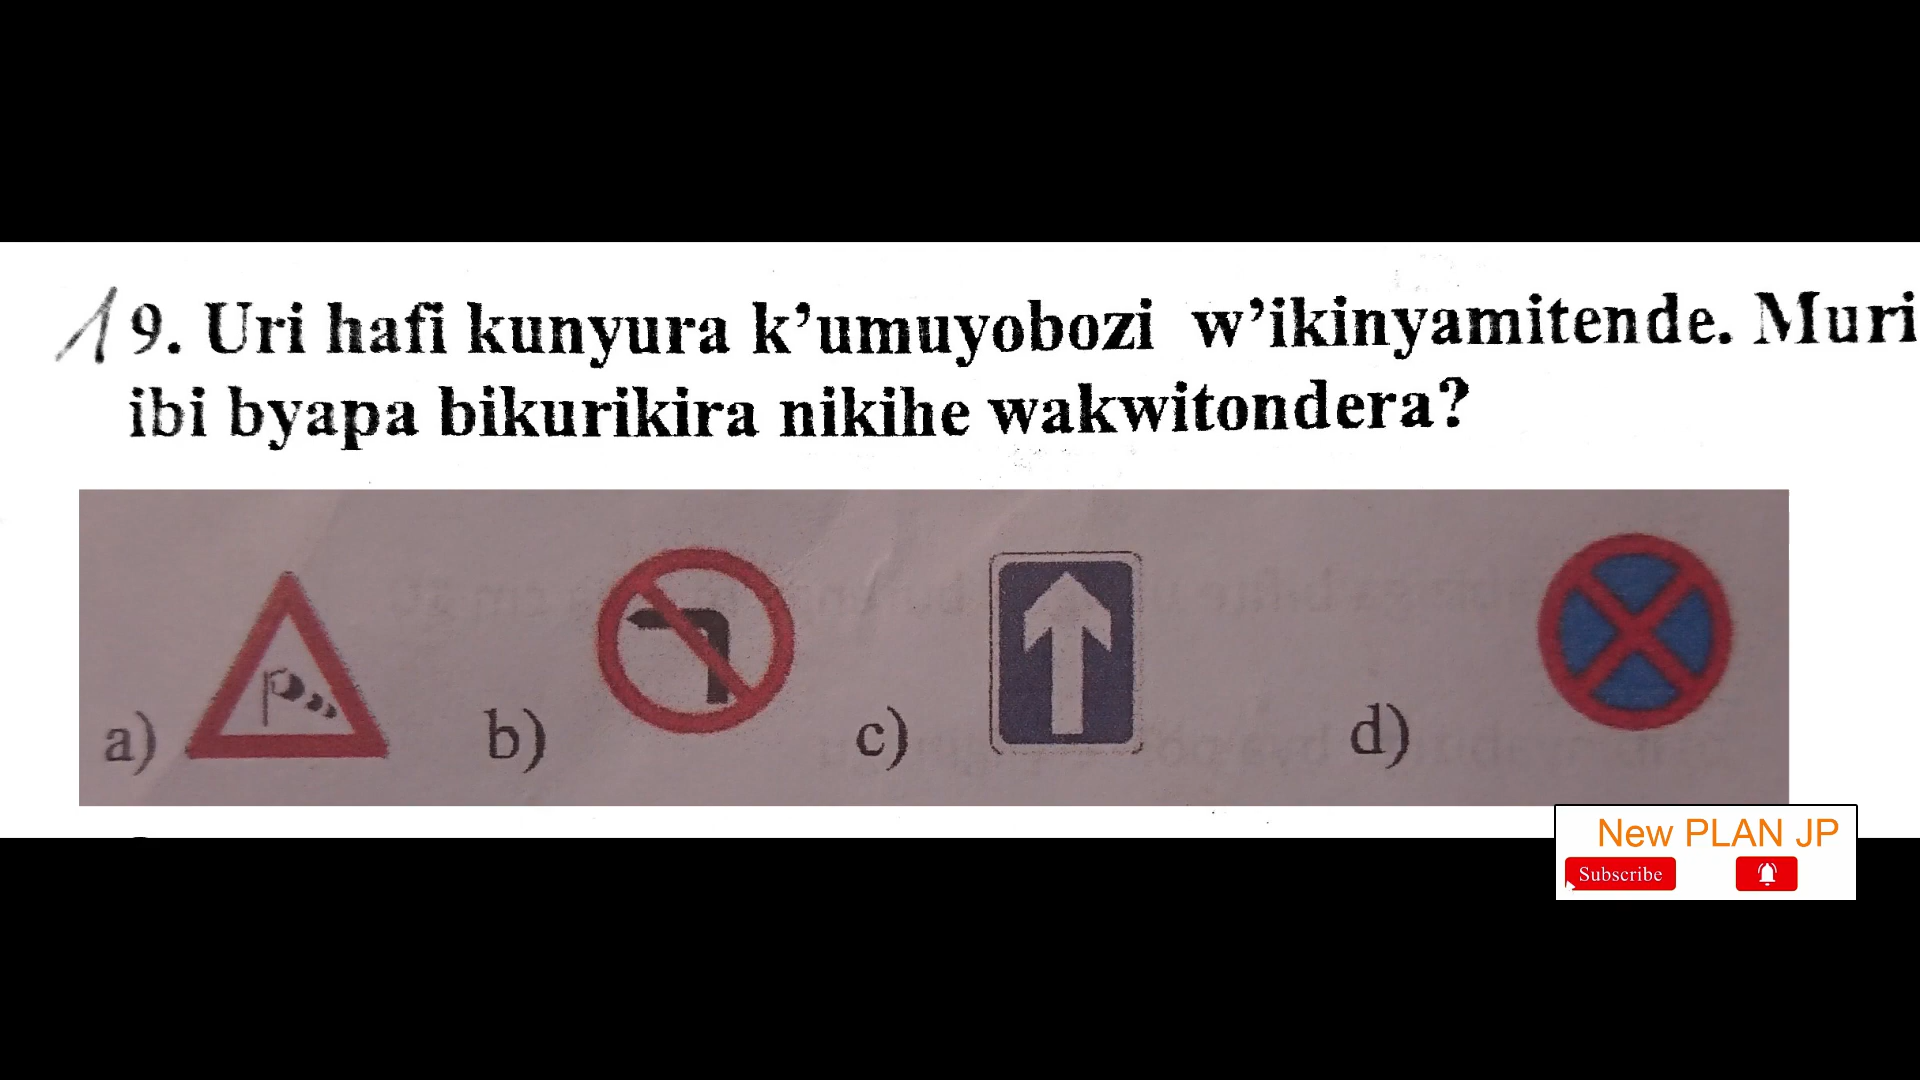 19. Uri hafi kunyura k’umuyobozi w’ikinyamitende. Muri
ibi byapa bikurikira nikihe wakwitondera?
a) b) c) d)
New PLAN JP
Subscribe